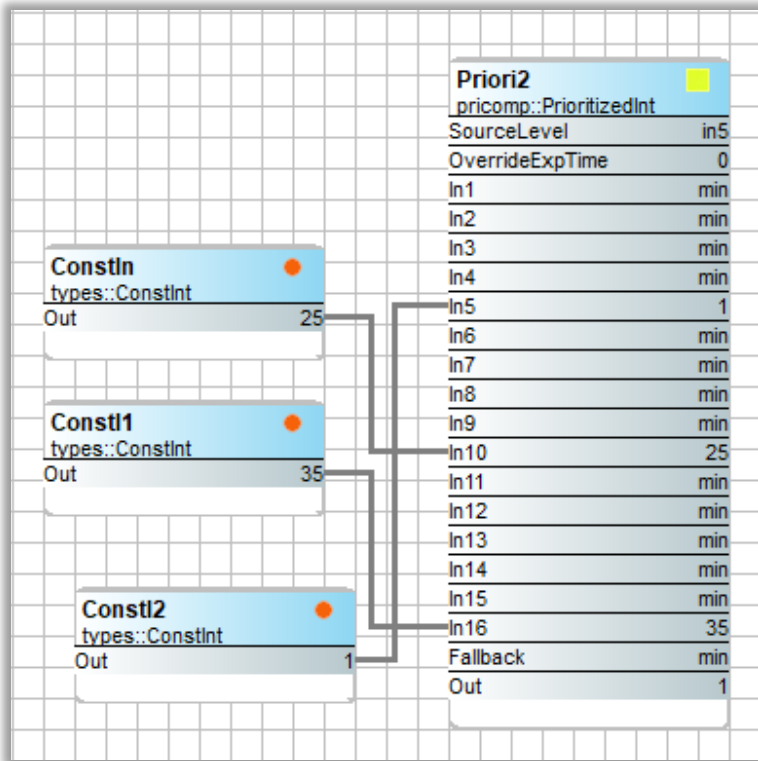 Priori2
pricomp::PrioritizedInt
SourceLevel in5
OverrideExpTime 0
In1 min
In2 min
In3 min
In4 min
In5 1
In6 min
In7 min
In8 min
In9 min
In10 25
In11 min
In12 min
In13 min
In14 min
In15 min
In16 35
Fallback min
Out 1
ConstIn
types::ConstInt
Out 25
ConstI1
types::ConstInt
Out 35
ConstI2
types::ConstInt
Out 1